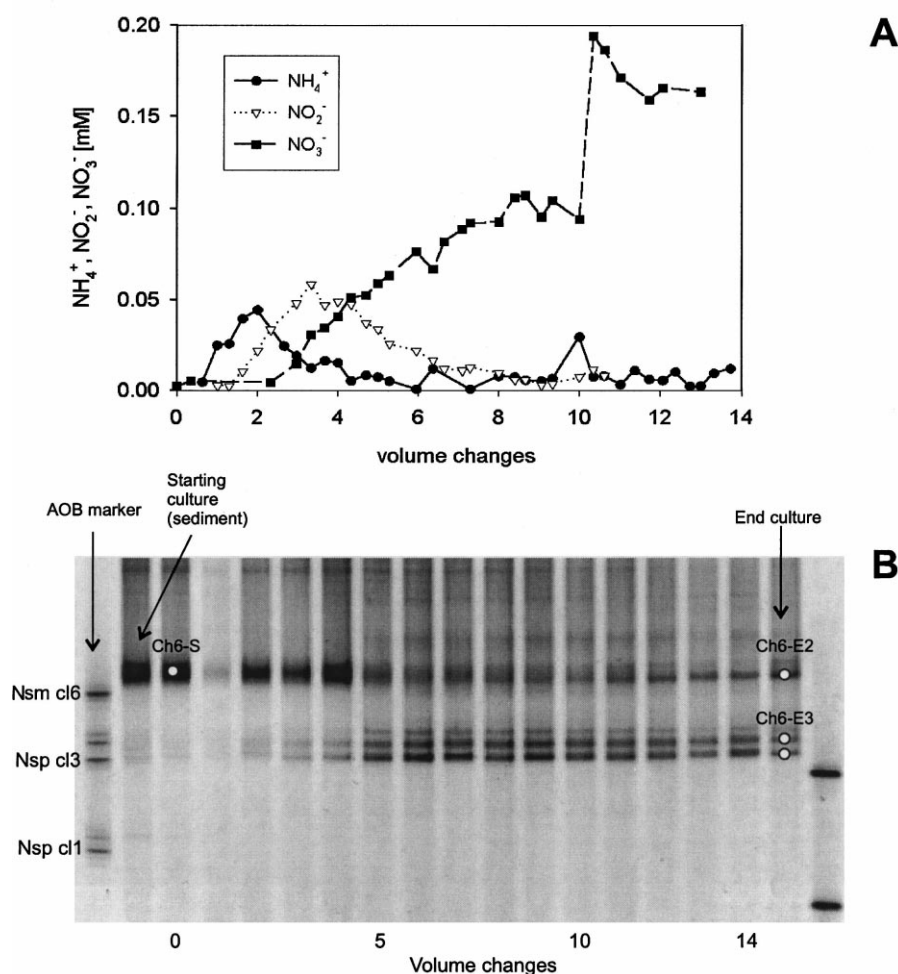 A
NH₄⁺, NO₂⁻, NO₃⁻ [mM]
0.20
0.15
0.10
0.05
0.00
NH₄⁺
NO₂⁻
NO₃⁻
0 2 4 6 8 10 12 14
volume changes
B
AOB marker
Starting
culture
(sediment)
End culture
Ch6-S
Ch6-E2
Nsm cl6
Ch6-E3
Nsp cl3
Nsp cl1
0 5 10 14
Volume changes